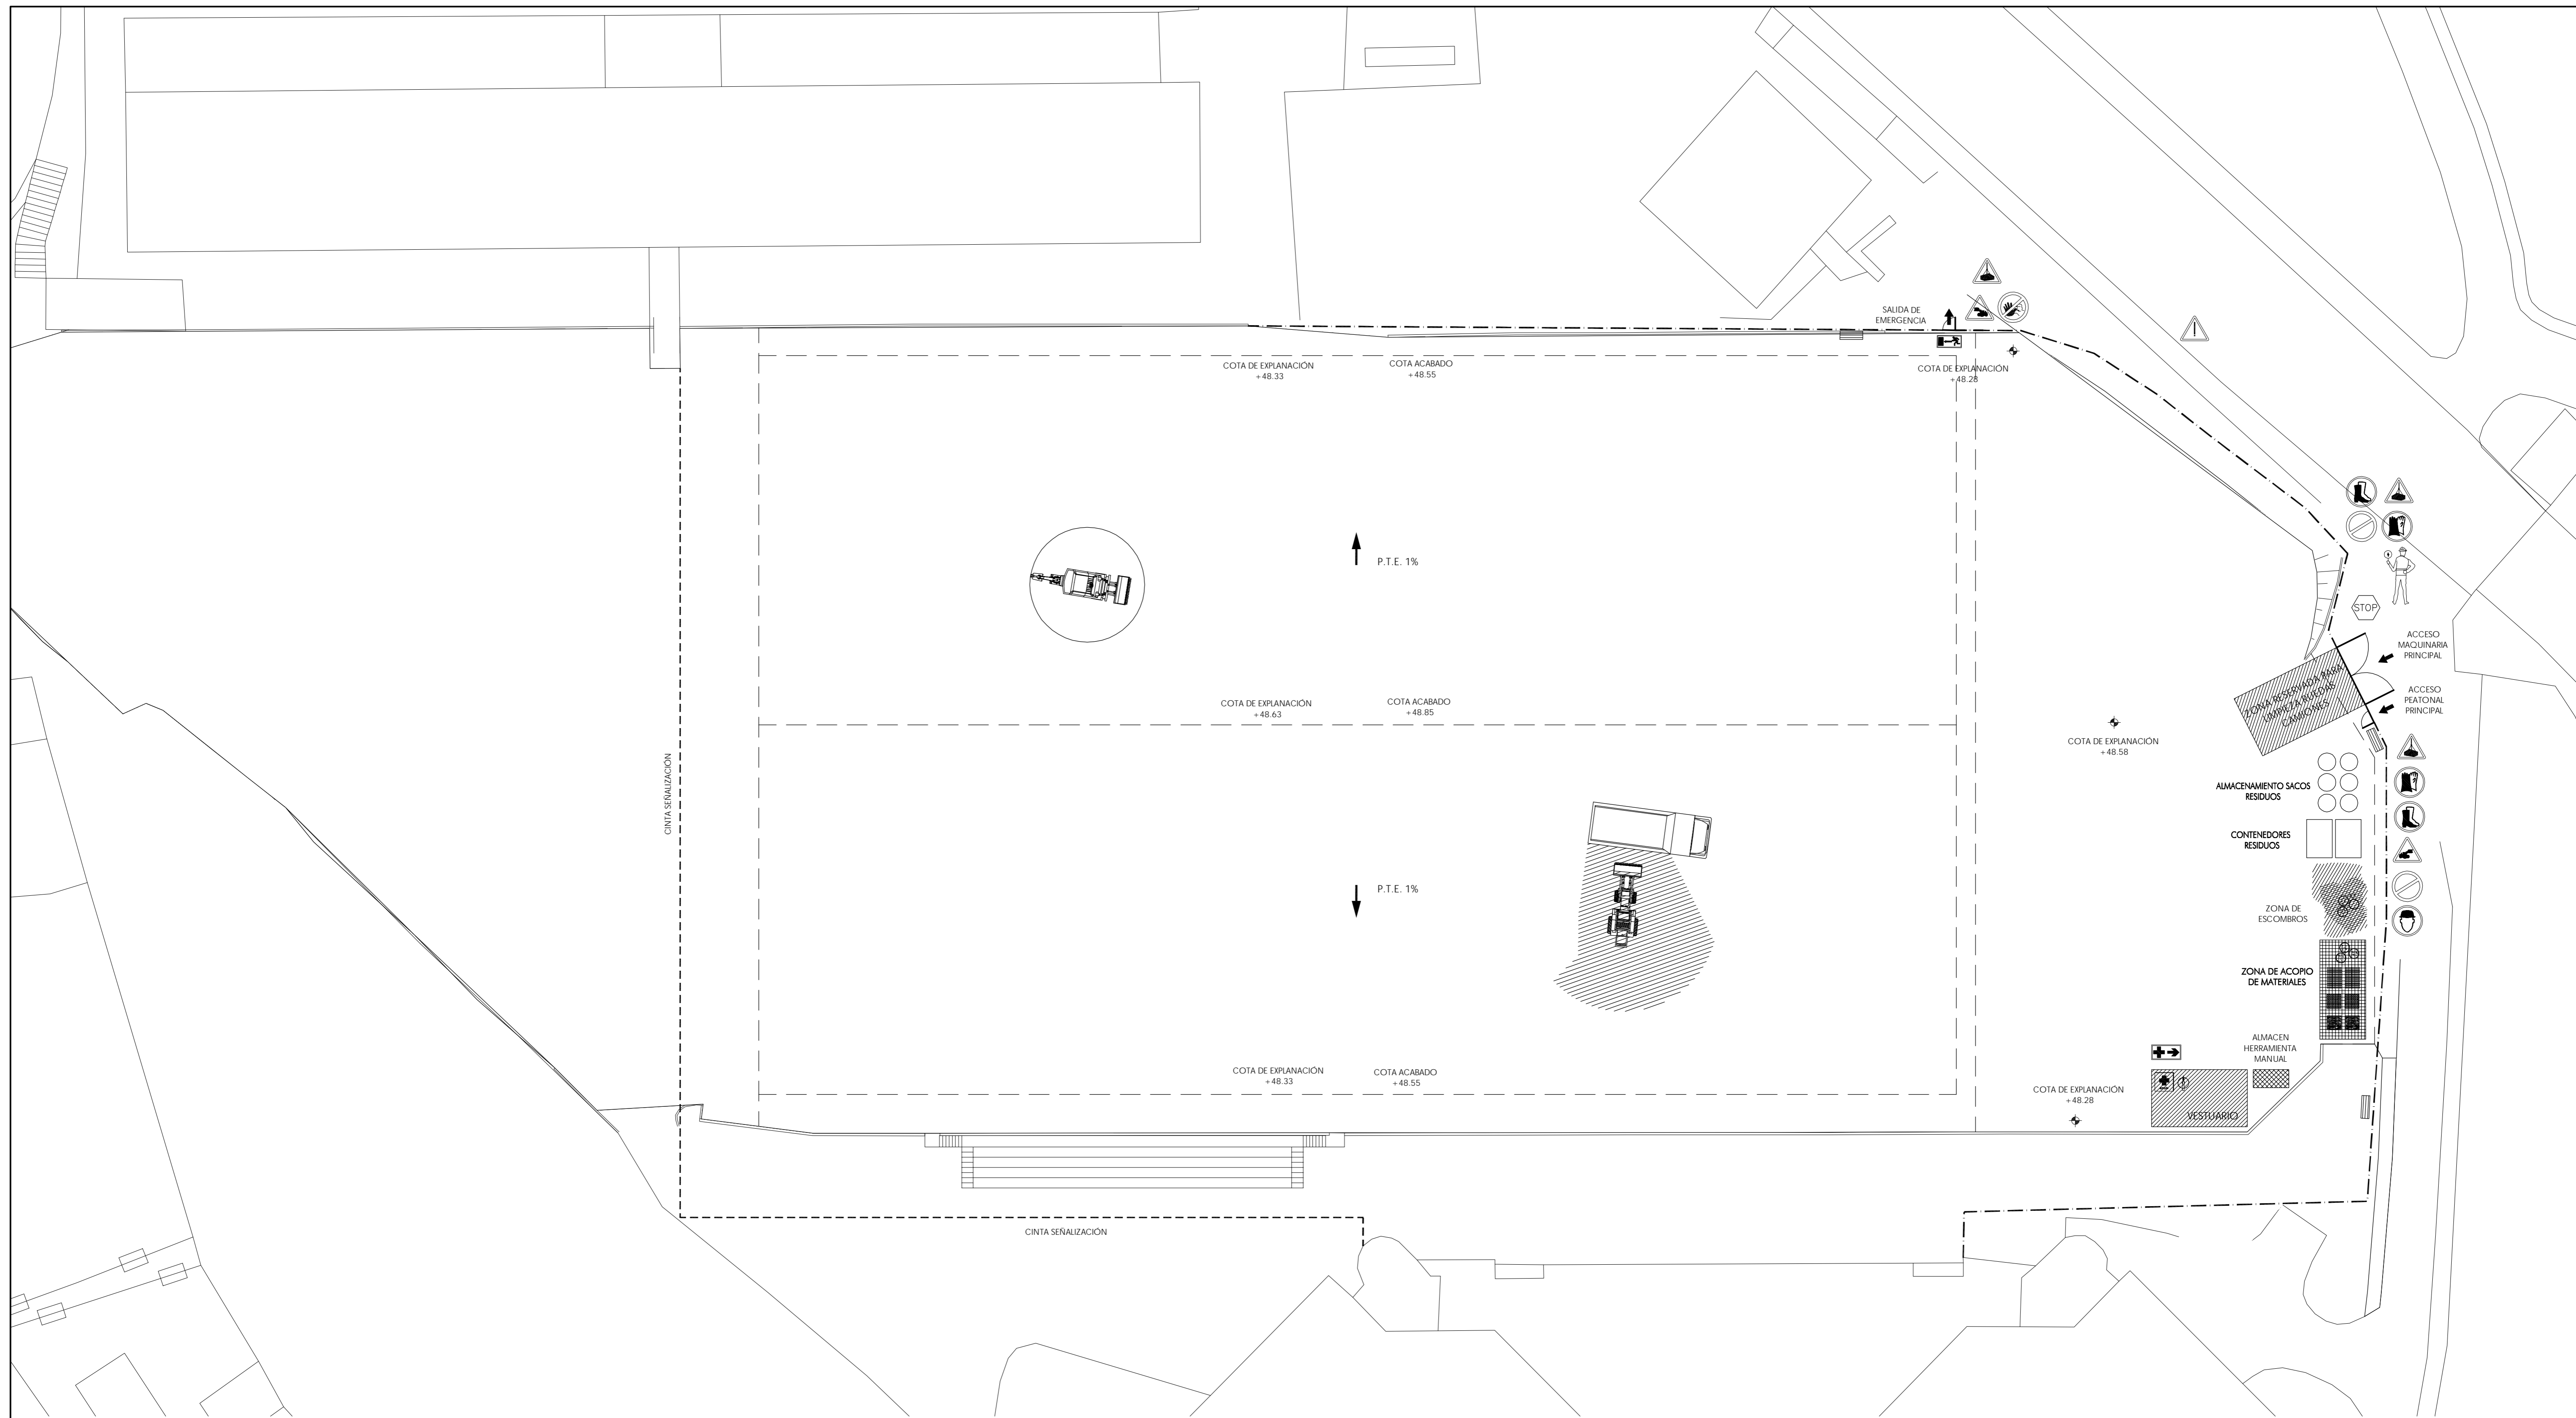 SALIDA DE
EMERGENCIA
COTA DE EXPLANACIÓN
+48.33
COTA ACABADO
+48.55
COTA DE EXPLANACIÓN
+48.28
P.T.E. 1%
STOP
ACCESO
MAQUINARIA
PRINCIPAL
ZONA RESERVADA PARA
LIMPIEZA RUEDAS
CAMIONES
ACCESO
PEATONAL
PRINCIPAL
COTA DE EXPLANACIÓN
+48.63
COTA ACABADO
+48.85
COTA DE EXPLANACIÓN
+48.58
CINTA SEÑALIZACIÓN
ALMACENAMIENTO SACOS
RESIDUOS
CONTENEDORES
RESIDUOS
P.T.E. 1%
ZONA DE
ESCOMBROS
ZONA DE ACOPIO
DE MATERIALES
ALMACEN
HERRAMIENTA
MANUAL
COTA DE EXPLANACIÓN
+48.33
COTA ACABADO
+48.55
COTA DE EXPLANACIÓN
+48.28
VESTUARIO
CINTA SEÑALIZACIÓN